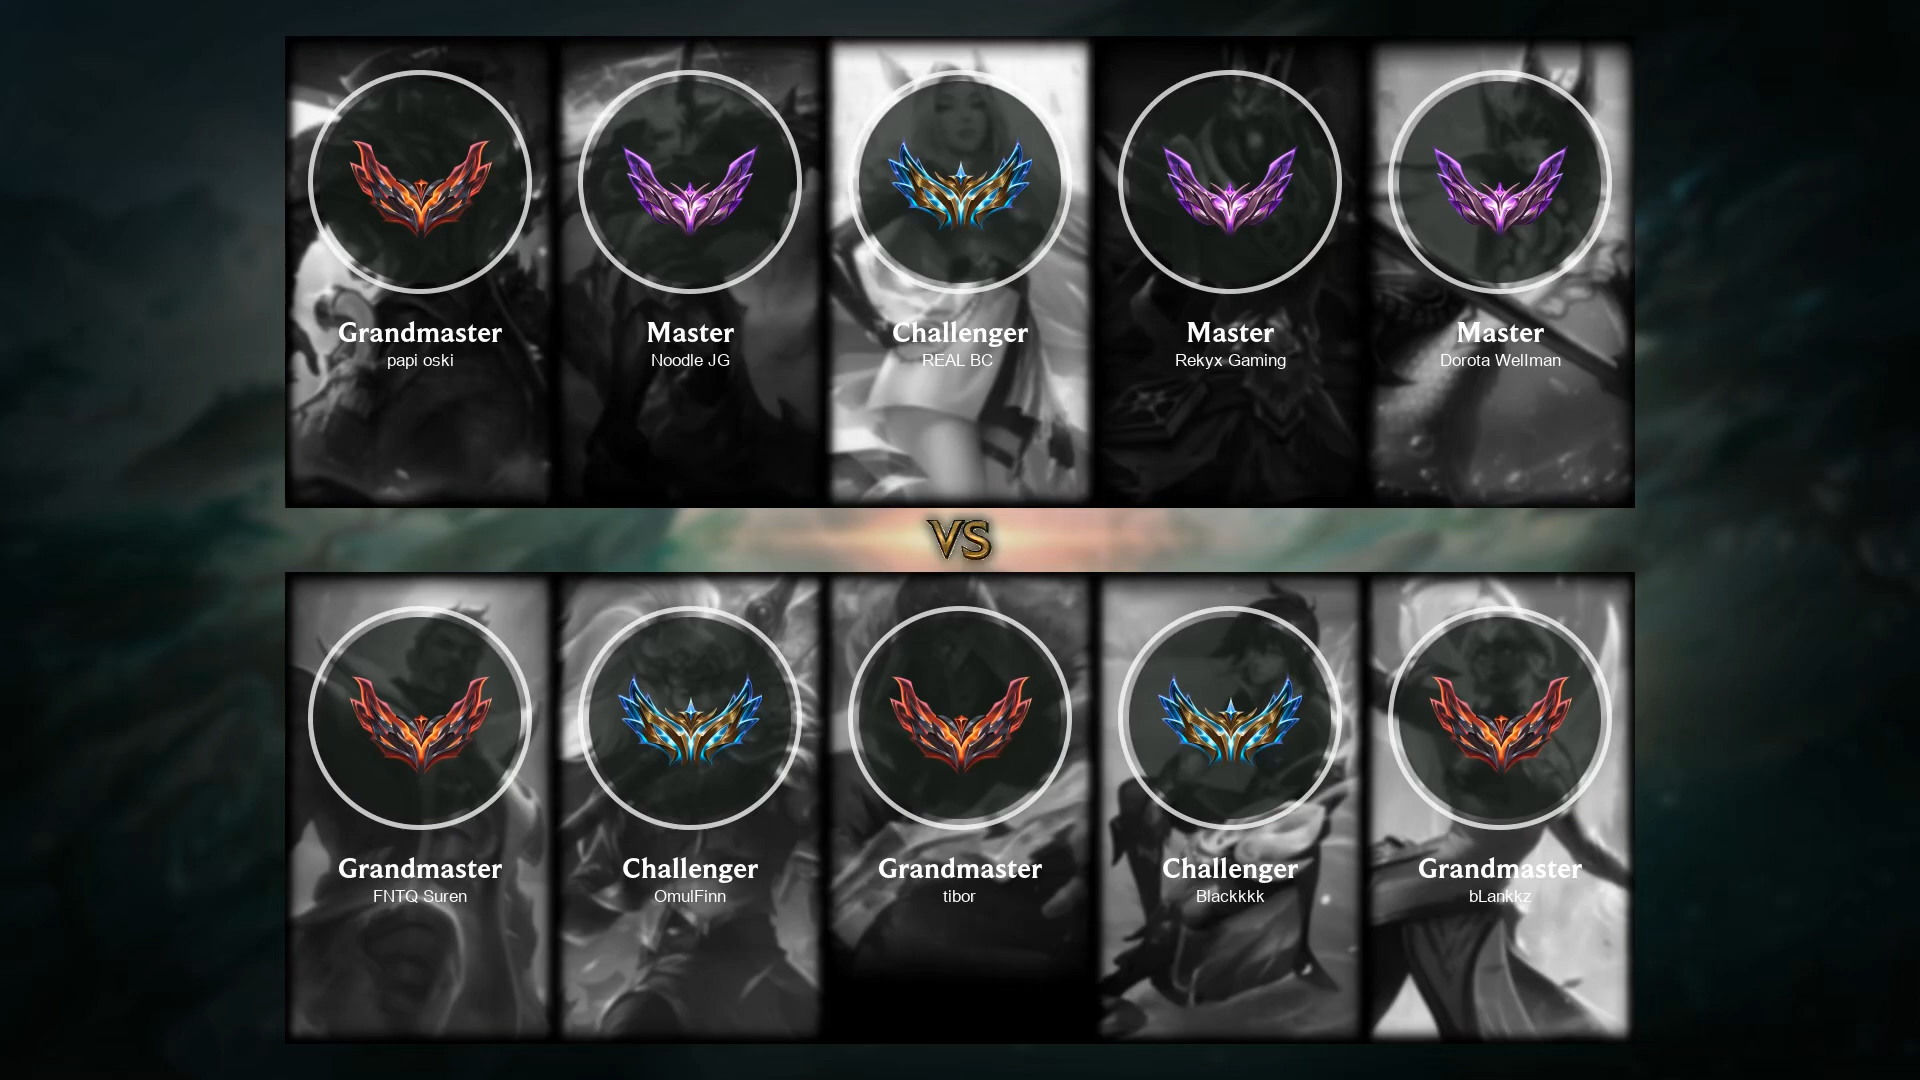 Grandmaster
papi oski
Master
Noodle JG
Challenger
REAL BC
Master
Rekyx Gaming
Master
Dorota Wellman
VS
Grandmaster
FNTQ Suren
Challenger
OmulFinn
Grandmaster
tibor
Challenger
Blackkkk
Grandmaster
bLankkz